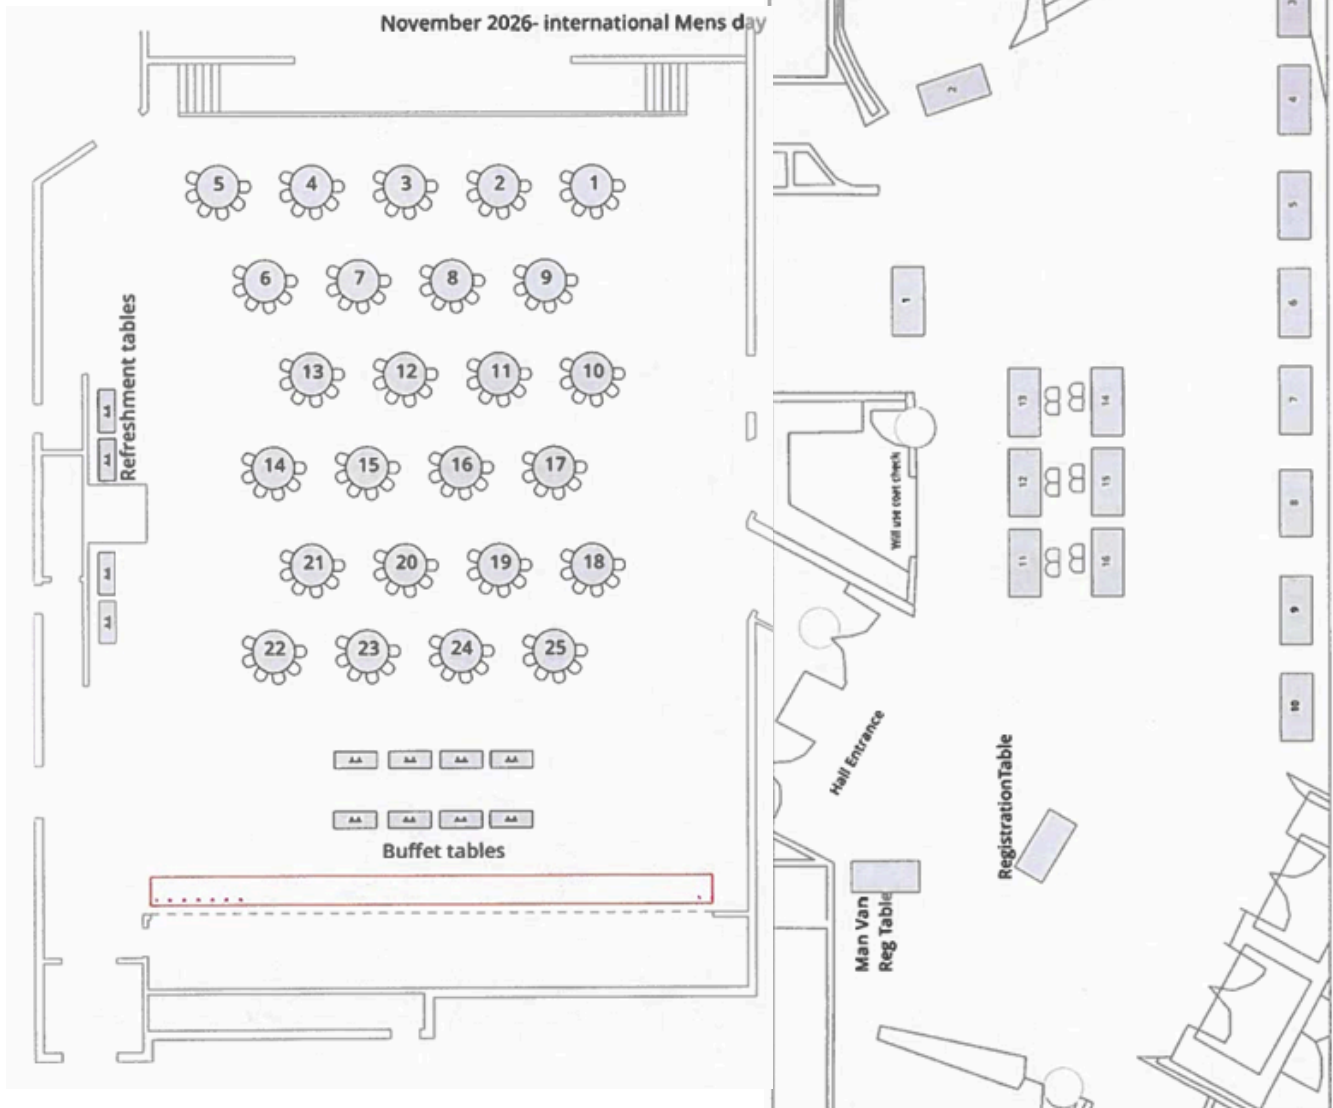 November 2026- international Mens day
5 4 3 2 1
6 7 8 9
13 12 11 10
14 15 16 17
21 20 19 18
22 23 24 25
Refreshment tables
Buffet tables
2
1
3
4
5
6
7
8
9
10
13 14
12 15
11 16
Will use coat check
Hall Entrance
RegistrationTable
Man Van
Reg Table